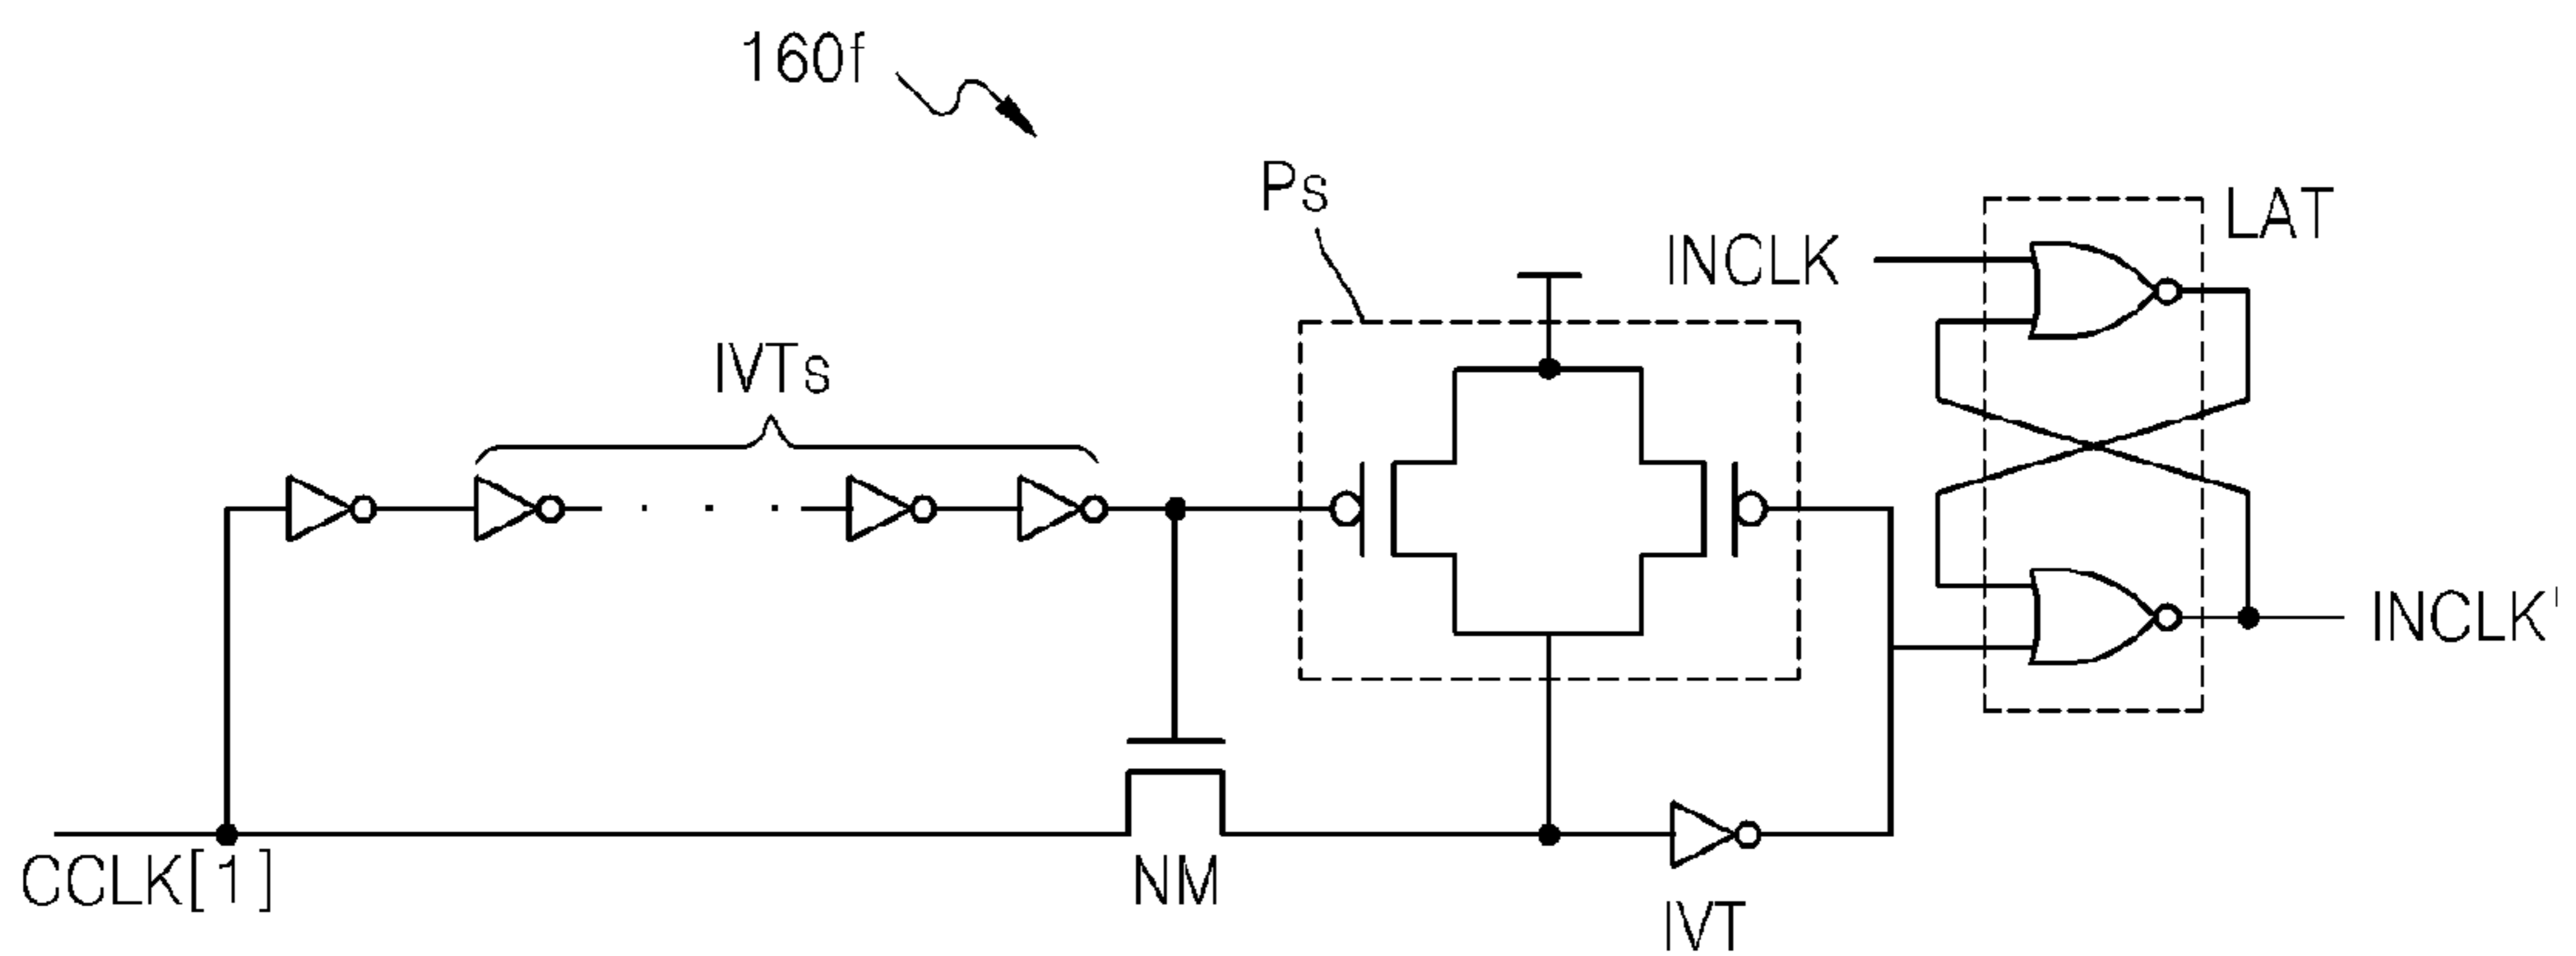 160f
Ps
LAT
INCLK
IVTs
INCLK'
CCLK[1]
NM
IVT